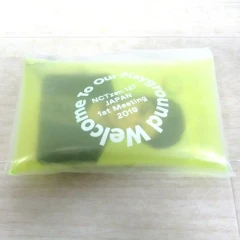 Welcome To Our Playground
NCTzen 127
JAPAN
1st Meeting
2019